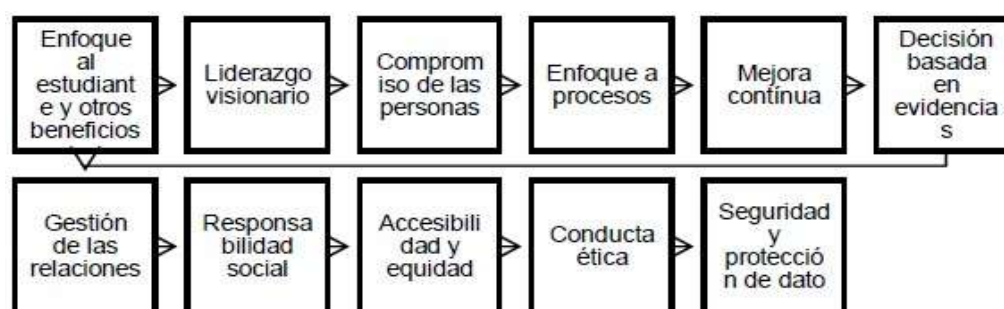 Enfoque
al
estudiant
e y otros
beneficios
Liderazgo
visionario
Comprom
iso de las
personas
Enfoque a
procesos
Mejora
contínua
Decisión
basada
en
evidencia
s
Gestión
de las
relaciones
Responsa
bilidad
social
Accesibili
dad y
equidad
Conducta
ética
Seguridad
y
protecció
n de dato